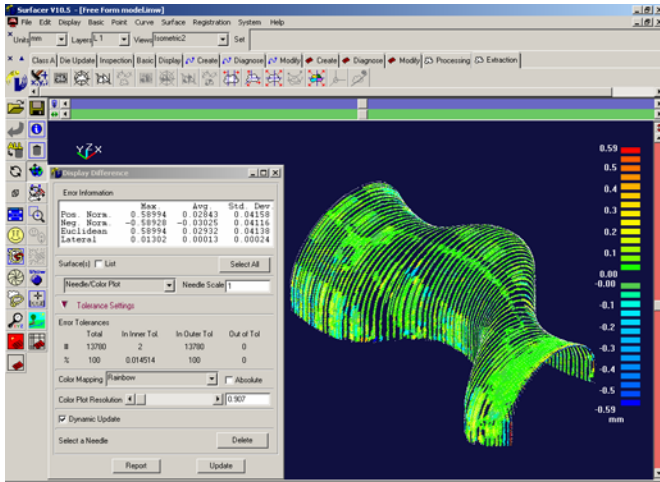 Surfacer V10.5 - [Free Form model.imw]
File Edit Display Basic Point Curve Surface Registration System Help
Units mm Layers L 1 Views Isometric2 Set
Class A Die Update Inspection Basic Display Create Diagnose Modify Create Diagnose Modify Processing Extraction
Y Z X
0.59
0.5
0.4
0.3
0.2
0.1
0.00
-0.00
-0.1
-0.2
-0.3
-0.4
-0.5
-0.59
mm
Display Difference
Error Information
Max Avg. Std. Dev
Pos. Norm. 0.58994 0.02843 0.04158
Neg. Norm. -0.58928 -0.03025 0.04116
Euclidean 0.58994 0.02932 0.04138
Lateral 0.01302 0.00013 0.00024
Surface(s) List Select All
Needle/Color Plot Needle Scale 1
Tolerance Settings
Error Tolerances
Total In Inner Tol. In Outer Tol Out of Tol
# 13780 2 13780 0
% 100 0.014514 100 0
Color Mapping Rainbow Absolute
Color Plot Resolution 0.907
Dynamic Update
Select a Needle Delete
Report Update